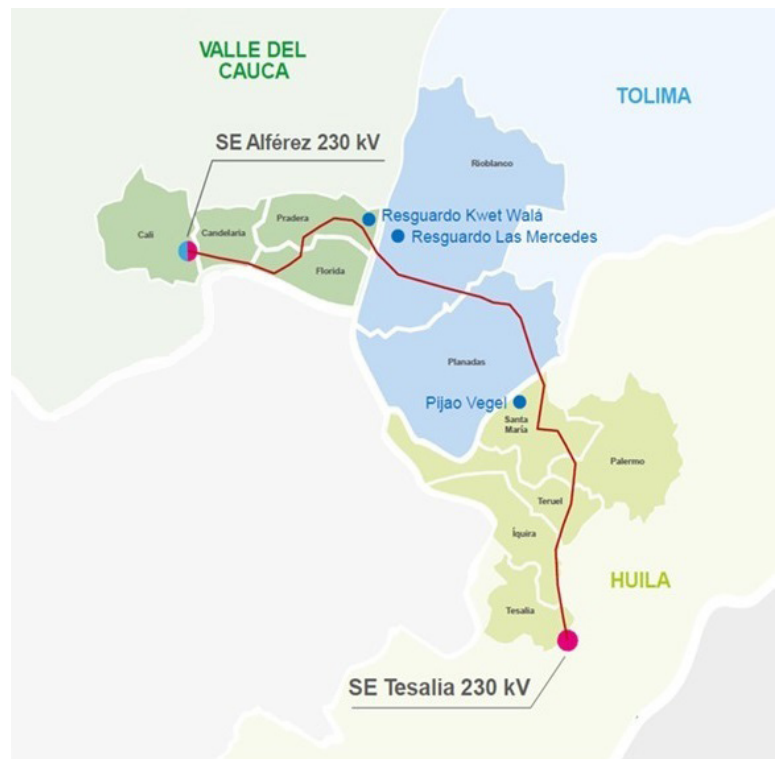 VALLE DEL
CAUCA
TOLIMA
SE Alférez 230 kV
Rioblanco
Resguardo Kwet Walá
Pradera
Cali
Candelaria
Resguardo Las Mercedes
Florida
Planadas
Pijao Vegel
Santa
María
Palermo
Teruel
Íquira
HUILA
Tesalia
SE Tesalia 230 kV